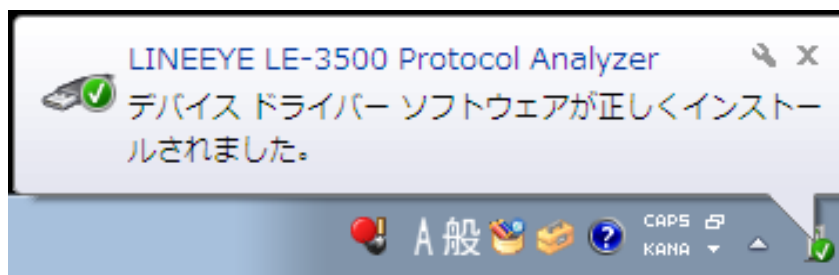 LINEEYE LE-3500 Protocol Analyzer
デバイス ドライバー ソフトウェアが正しくインストー
ルされました。
A 般 CAPS
KANA